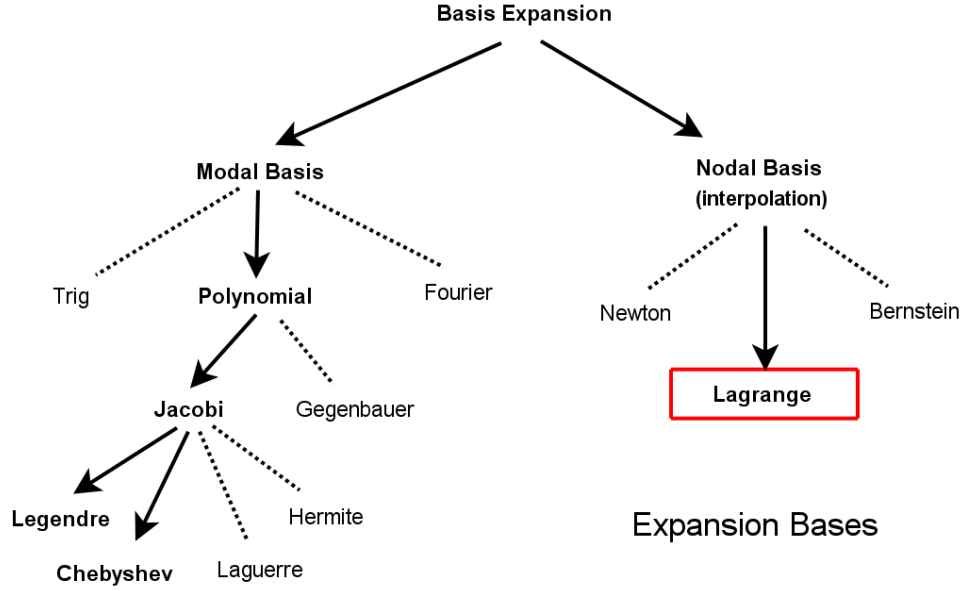 Basis Expansion
Modal Basis
Nodal Basis
(interpolation)
Trig
Polynomial
Fourier
Newton
Bernstein
Lagrange
Jacobi
Gegenbauer
Legendre
Hermite
Chebyshev
Laguerre
Expansion Bases